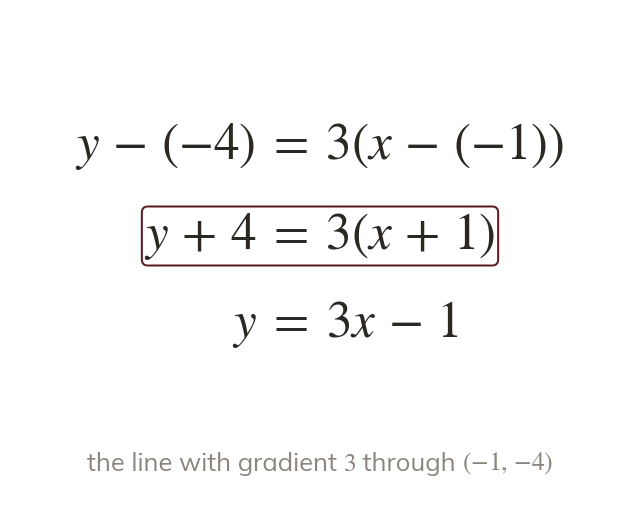 y − (−4) = 3(x − (−1))
y + 4 = 3(x + 1)
y = 3x − 1
the line with gradient 3 through (−1, −4)